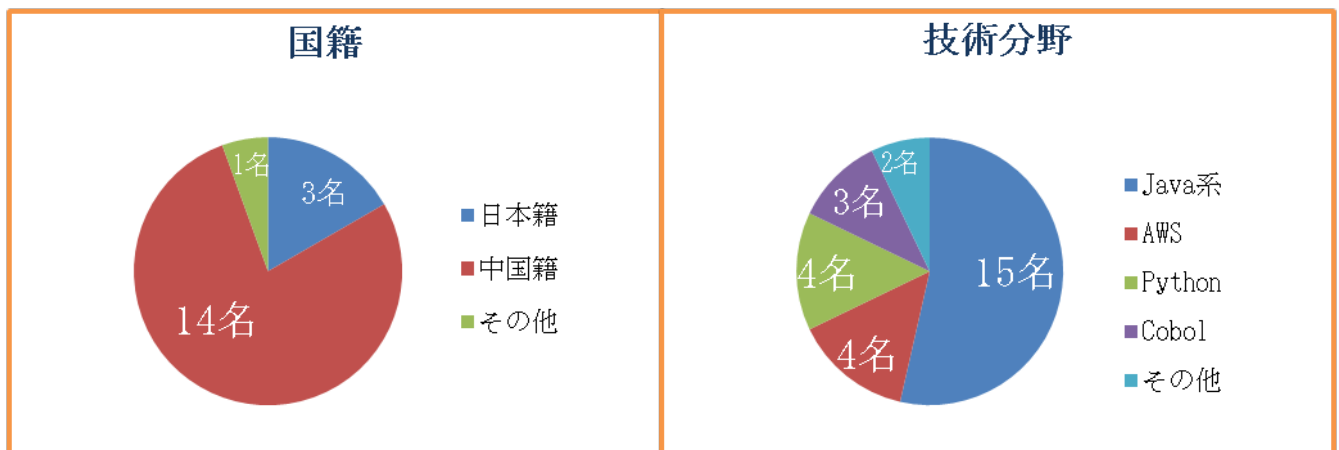 国籍
1名
3名
14名
日本籍
中国籍
その他
技術分野
2名
3名
4名
15名
4名
Java系
AWS
Python
Cobol
その他